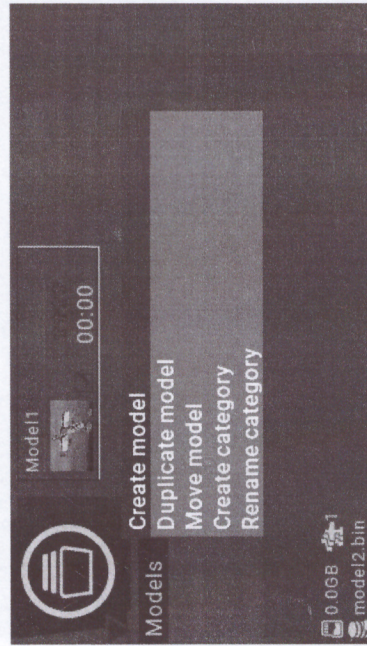 Model1
00:00
Models
Create model
Duplicate model
Move model
Create category
Rename category
0.0GB 1
model2.bin